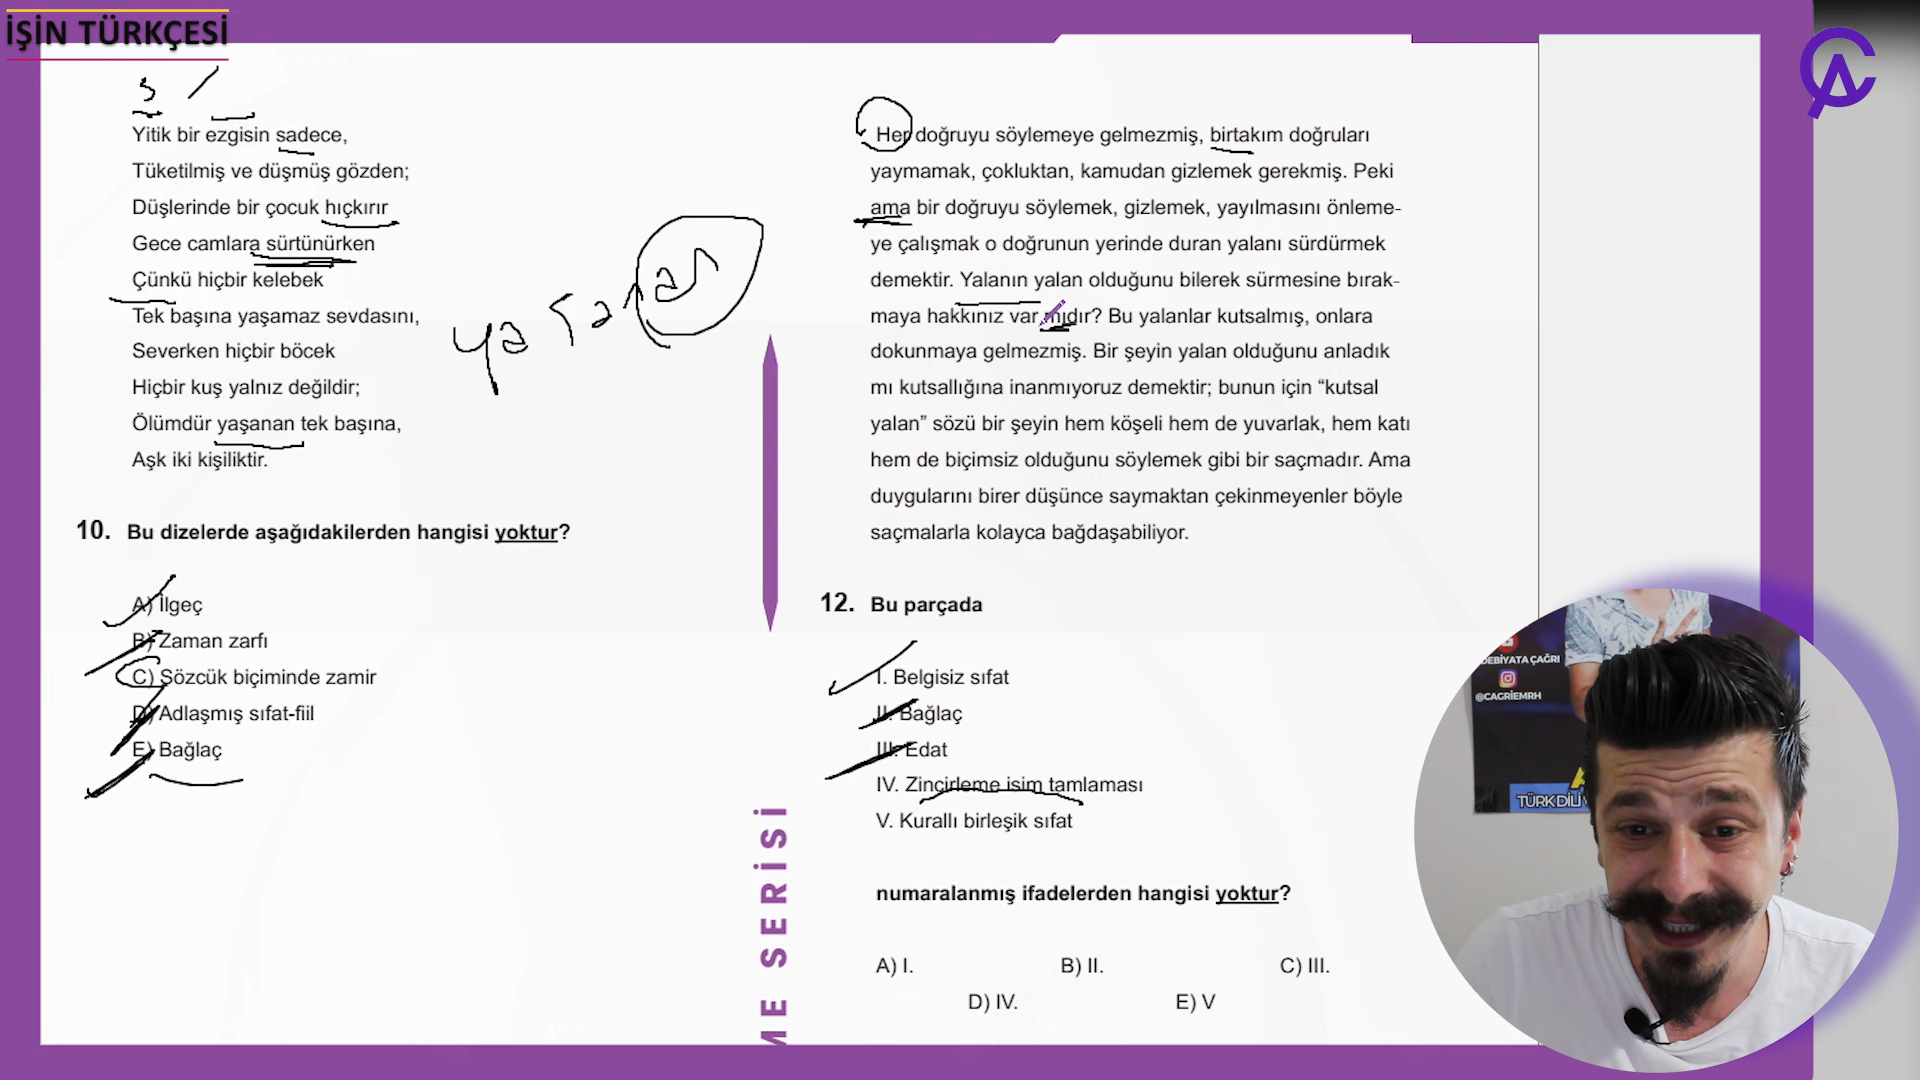 İŞİN TÜRKÇESİ
Yitik bir ezgisin sadece,
Tüketilmiş ve düşmüş gözden;
Düşlerinde bir çocuk hıçkırır
Gece camlara sürtünürken
Çünkü hiçbir kelebek
Tek başına yaşamaz sevdasını,
Severken hiçbir böcek
Hiçbir kuş yalnız değildir;
Ölümdür yaşanan tek başına,
Aşk iki kişiliktir.
10. Bu dizelerde aşağıdakilerden hangisi yoktur?
A) İlgeç
B) Zaman zarfı
C) Sözcük biçiminde zamir
D) Adlaşmış sıfat-fiil
E) Bağlaç
ME SERİSİ
Her doğruyu söylemeye gelmezmiş, birtakım doğruları
yaymamak, çokluktan, kamudan gizlemek gerekmiş. Peki
ama bir doğruyu söylemek, gizlemek, yayılmasını önleme-
ye çalışmak o doğrunun yerinde duran yalanı sürdürmek
demektir. Yalanın yalan olduğunu bilerek sürmesine bırak-
maya hakkınız var mıdır? Bu yalanlar kutsalmış, onlara
dokunmaya gelmezmiş. Bir şeyin yalan olduğunu anladık
mı kutsallığına inanmıyoruz demektir; bunun için “kutsal
yalan” sözü bir şeyin hem köşeli hem de yuvarlak, hem katı
hem de biçimsiz olduğunu söylemek gibi bir saçmadır. Ama
duygularını birer düşünce saymaktan çekinmeyenler böyle
saçmalarla kolayca bağdaşabiliyor.
12. Bu parçada
I. Belgisiz sıfat
II. Bağlaç
III. Edat
IV. Zincirleme isim tamlaması
V. Kurallı birleşik sıfat
numaralanmış ifadelerden hangisi yoktur?
A) I. B) II. C) III.
D) IV. E) V
EBİYATA ÇAĞRI
@CAGRIEMRH
TÜRK DİLİ